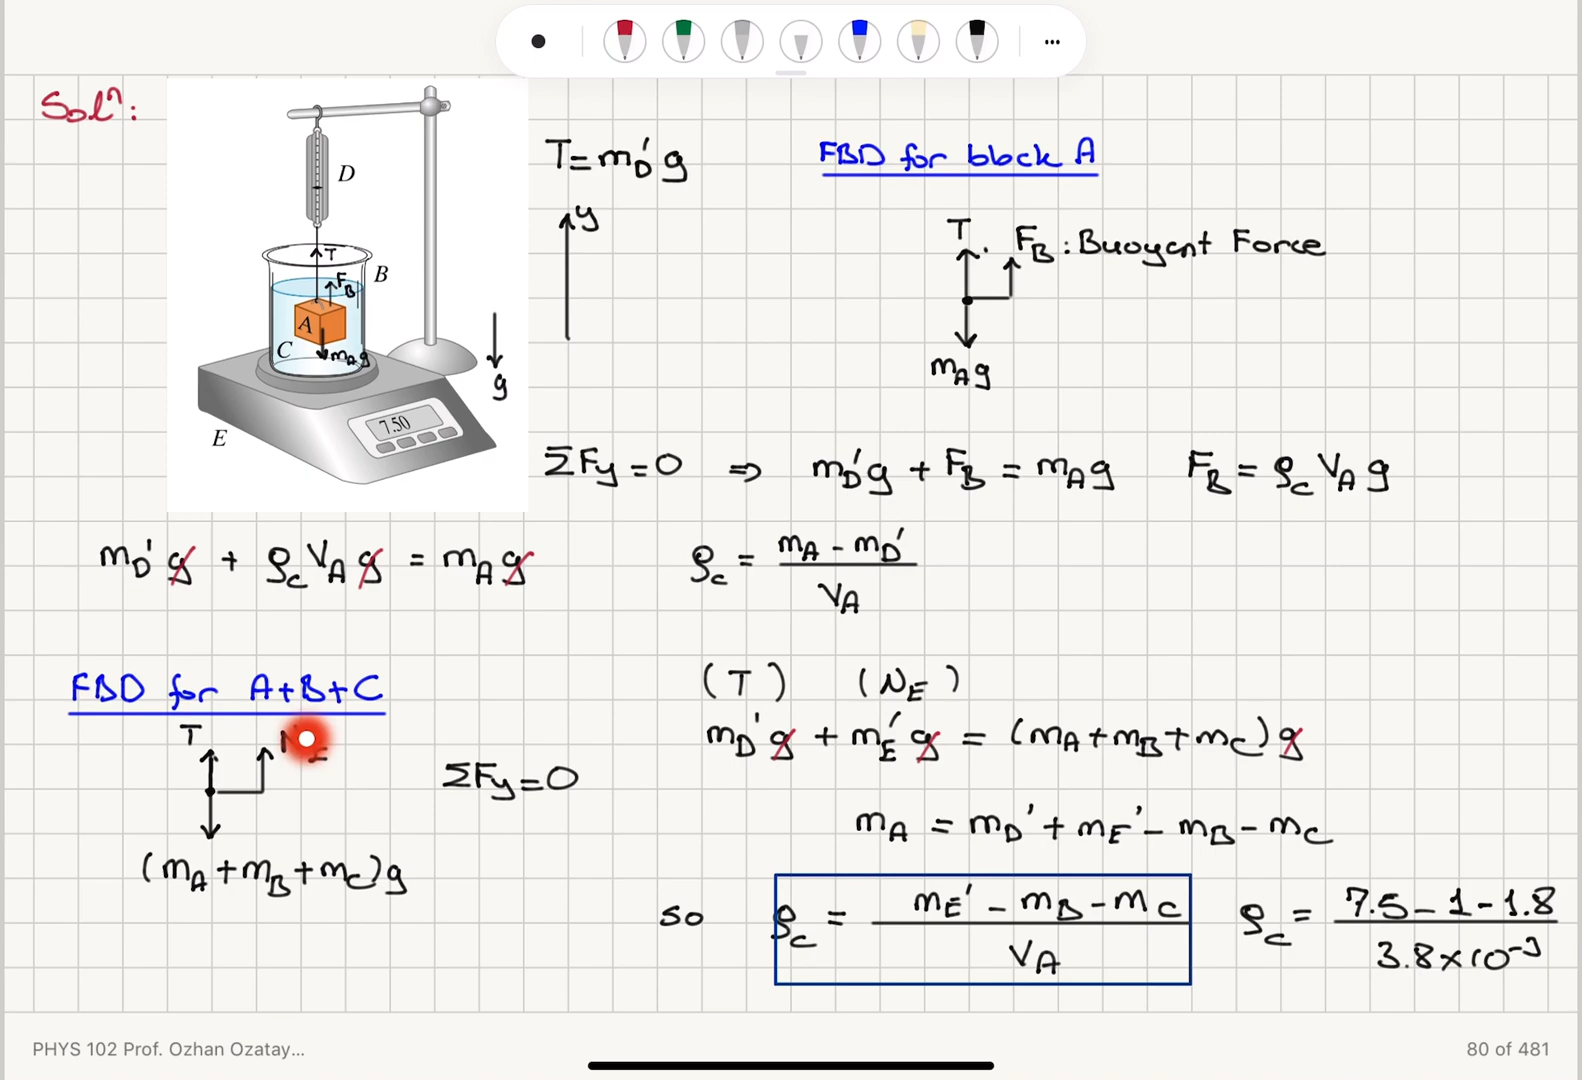 Solⁿ:
T = m_D' g
FBD for block A
D
y
T
F_B : Buoyant Force
T
B
F_B
A
C
m_A g
g
m_A g
7.50
E
ΣFy = 0 ⇒ m_D' g + F_B = m_A g F_B = ρ_c V_A g
m_D' g + ρ_c V_A g = m_A g ρ_c = (m_A - m_D') / V_A
FBD for A+B+C
(T) (N_E)
T
m_D' g + m_E' g = (m_A + m_B + m_C) g
ΣFy = 0
m_A = m_D' + m_E' - m_B - m_C
(m_A + m_B + m_C) g
so ρ_c = (m_E' - m_B - m_C) / V_A ρ_c = (7.5 - 1 - 1.8) / (3.8 × 10⁻³)
PHYS 102 Prof. Ozhan Ozatay... 80 of 481